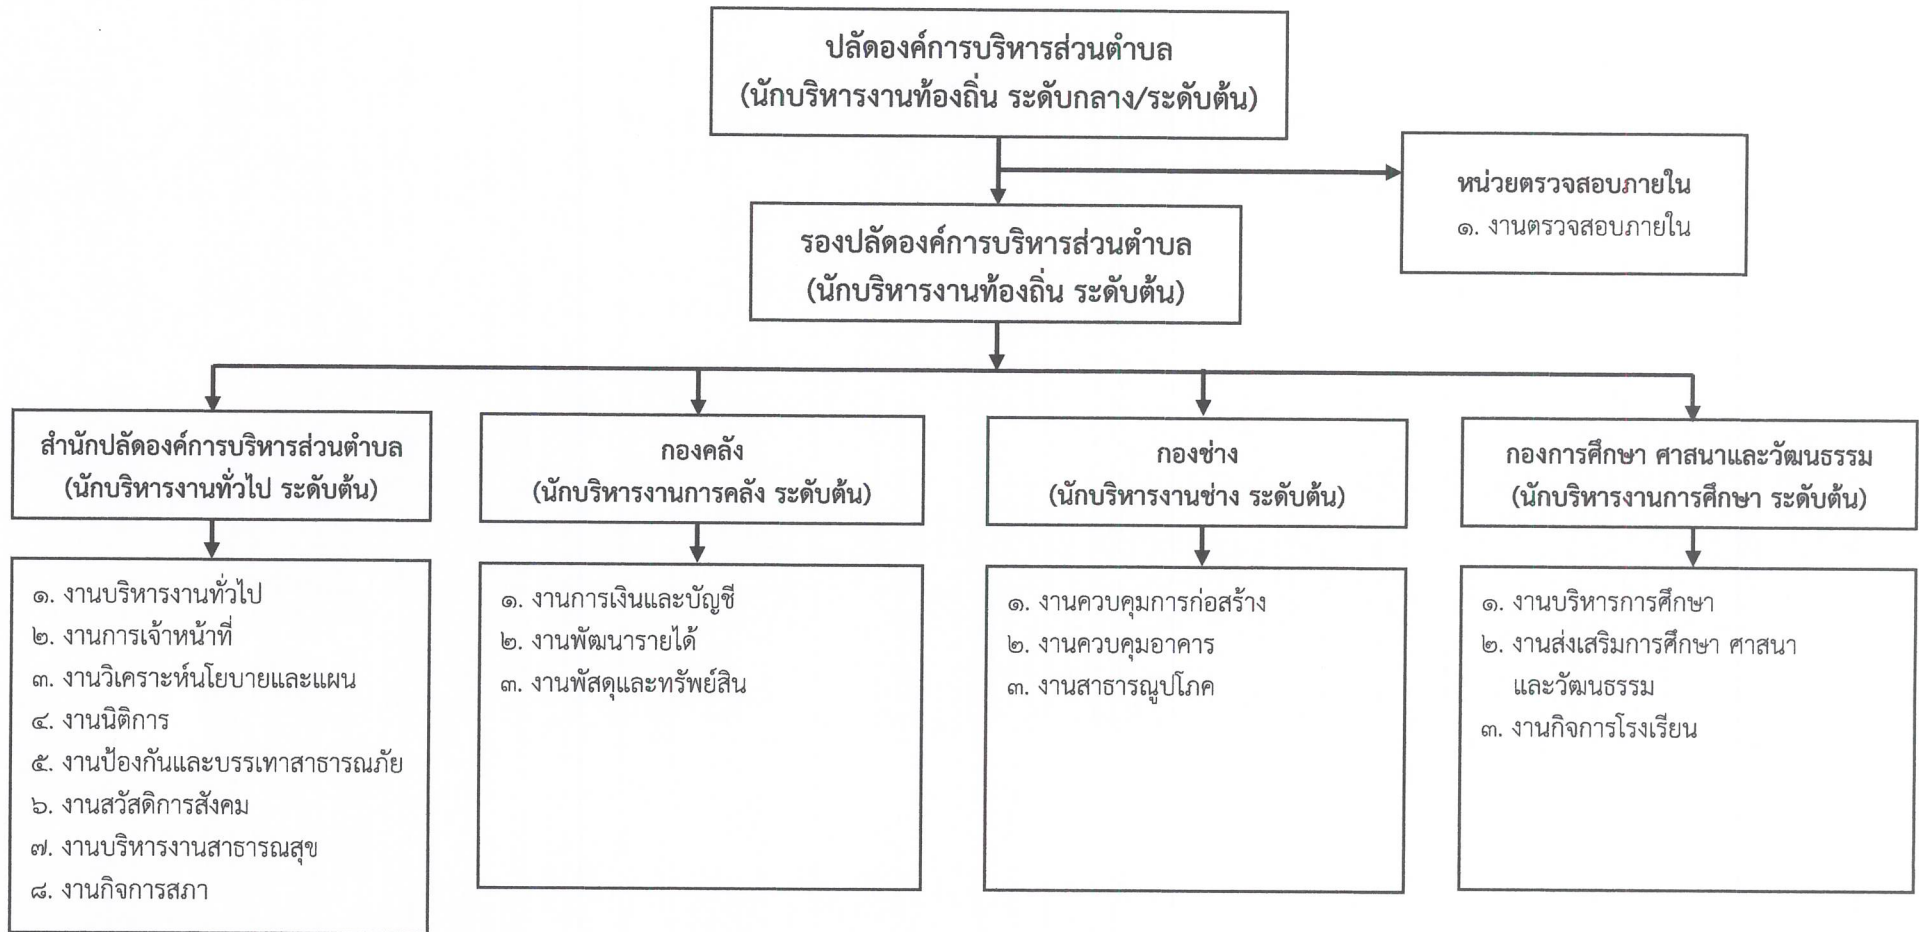 ปลัดองค์การบริหารส่วนตำบล
(นักบริหารงานท้องถิ่น ระดับกลาง/ระดับต้น)
หน่วยตรวจสอบภายใน
๑. งานตรวจสอบภายใน
รองปลัดองค์การบริหารส่วนตำบล
(นักบริหารงานท้องถิ่น ระดับต้น)
สำนักปลัดองค์การบริหารส่วนตำบล
(นักบริหารงานทั่วไป ระดับต้น)
๑. งานบริหารงานทั่วไป
๒. งานการเจ้าหน้าที่
๓. งานวิเคราะห์นโยบายและแผน
๔. งานนิติการ
๕. งานป้องกันและบรรเทาสาธารณภัย
๖. งานสวัสดิการสังคม
๗. งานบริหารงานสาธารณสุข
๘. งานกิจการสภา
กองคลัง
(นักบริหารงานการคลัง ระดับต้น)
๑. งานการเงินและบัญชี
๒. งานพัฒนารายได้
๓. งานพัสดุและทรัพย์สิน
กองช่าง
(นักบริหารงานช่าง ระดับต้น)
๑. งานควบคุมการก่อสร้าง
๒. งานควบคุมอาคาร
๓. งานสาธารณูปโภค
กองการศึกษา ศาสนาและวัฒนธรรม
(นักบริหารงานการศึกษา ระดับต้น)
๑. งานบริหารการศึกษา
๒. งานส่งเสริมการศึกษา ศาสนา
และวัฒนธรรม
๓. งานกิจการโรงเรียน